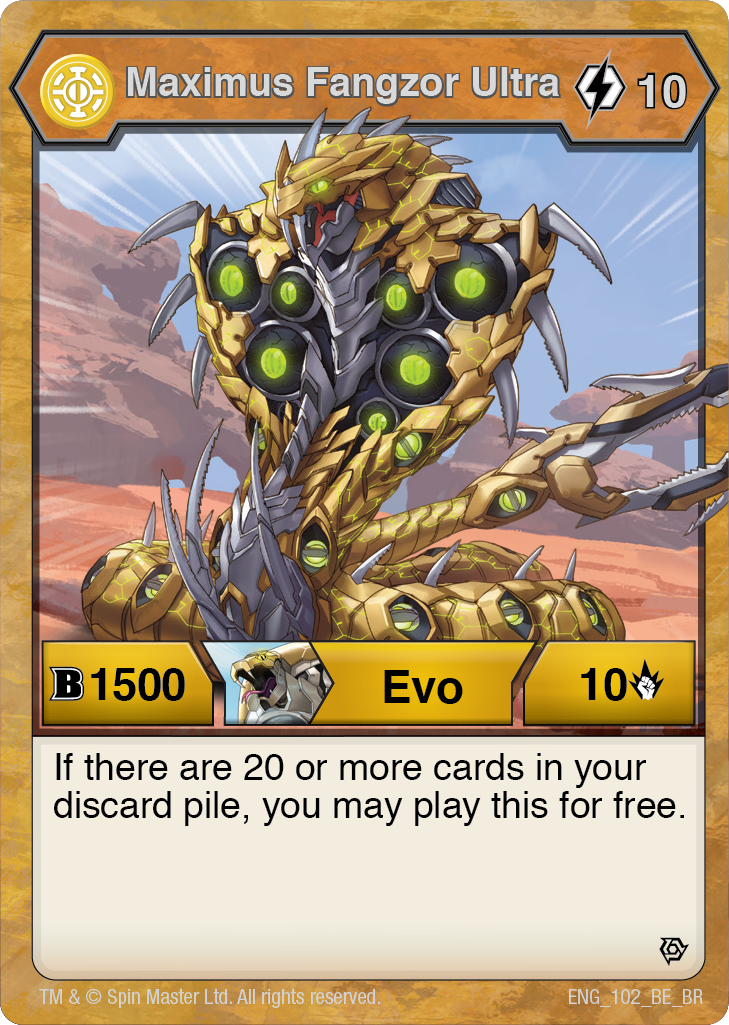 Maximus Fangzor Ultra 10
B 1500 Evo 10
If there are 20 or more cards in your
discard pile, you may play this for free.
TM & © Spin Master Ltd. All rights reserved. ENG_102_BE_BR